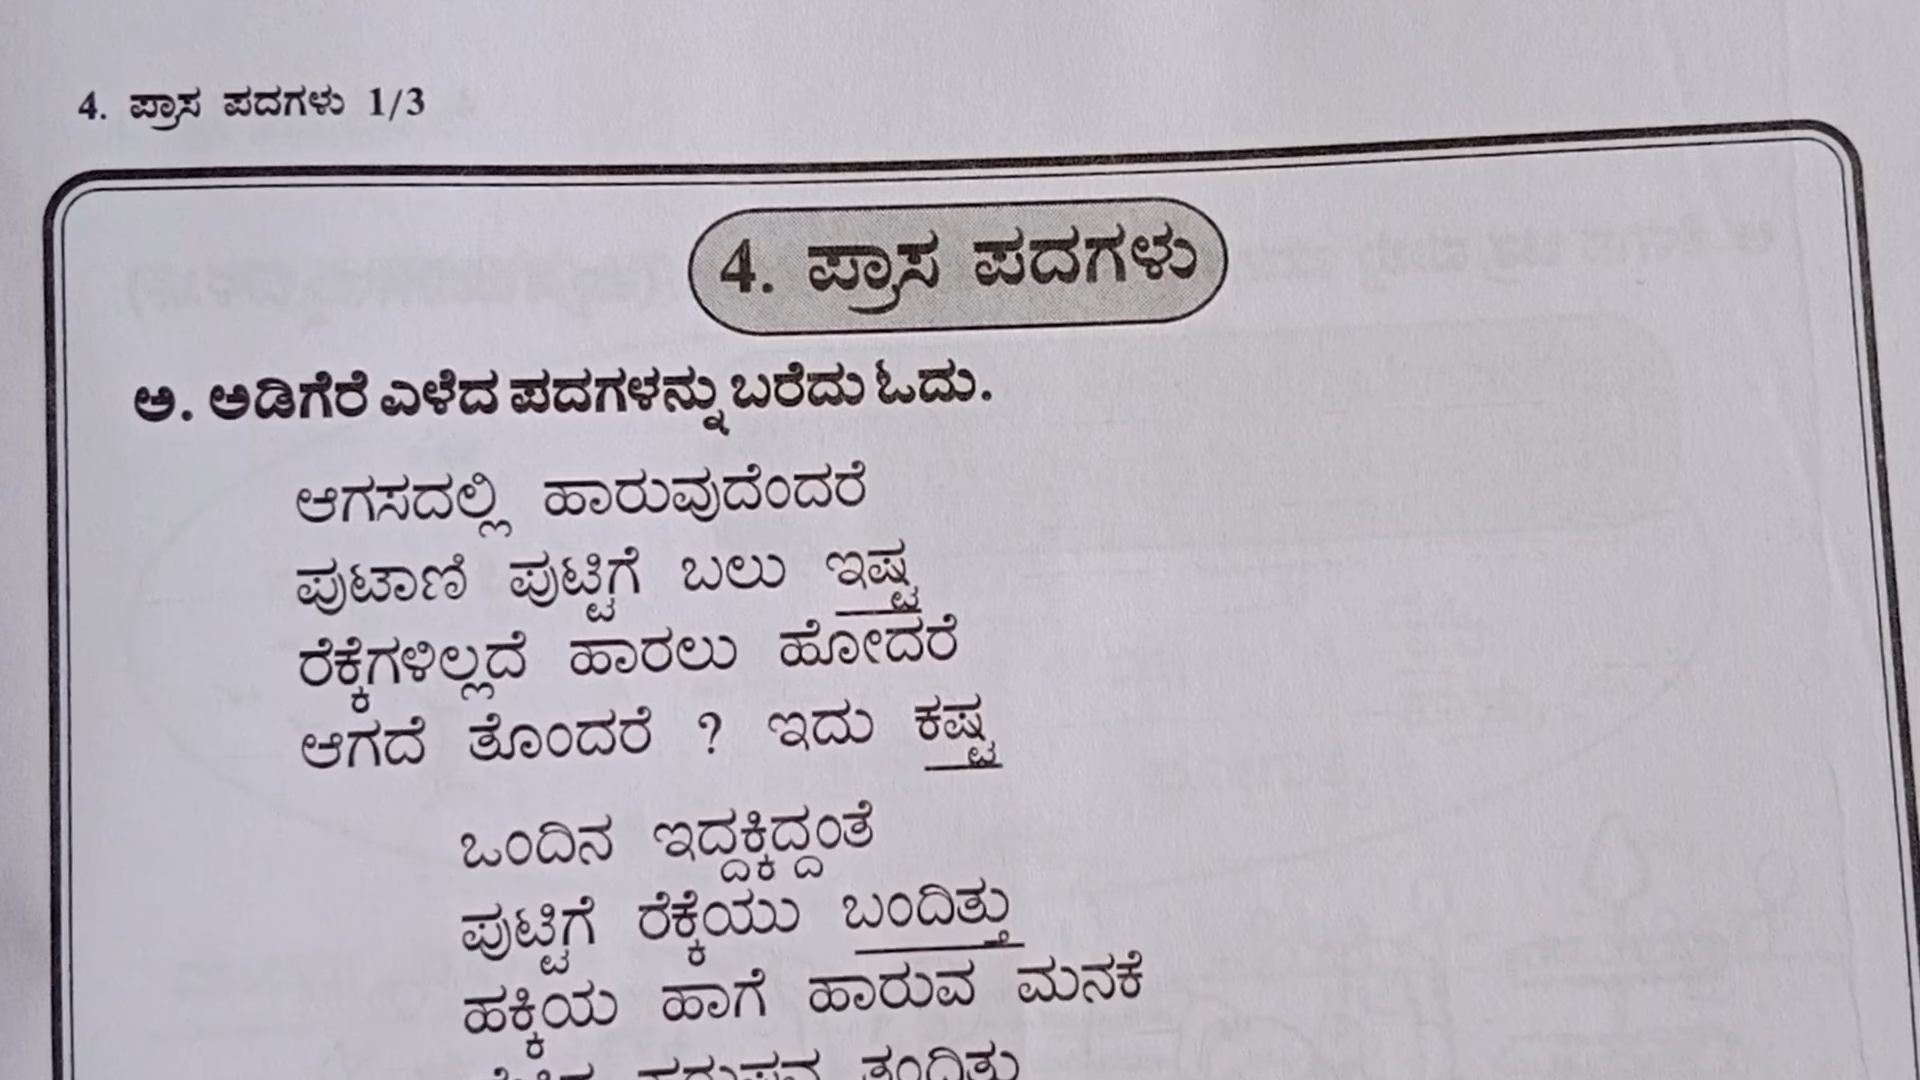 4. ಪ್ರಾಸ ಪದಗಳು 1/3
4. ಪ್ರಾಸ ಪದಗಳು
ಅ. ಅಡಿಗೆರೆ ಎಳೆದ ಪದಗಳನ್ನು ಬರೆದು ಓದು.
ಆಗಸದಲ್ಲಿ ಹಾರುವುದೆಂದರೆ
ಪುಟಾಣಿ ಪುಟ್ಟಿಗೆ ಬಲು ಇಷ್ಟ
ರೆಕ್ಕೆಗಳಿಲ್ಲದೆ ಹಾರಲು ಹೋದರೆ
ಆಗದೆ ತೊಂದರೆ ? ಇದು ಕಷ್ಟ
ಒಂದಿನ ಇದ್ದಕ್ಕಿದ್ದಂತೆ
ಪುಟ್ಟಿಗೆ ರೆಕ್ಕೆಯು ಬಂದಿತ್ತು
ಹಕ್ಕಿಯ ಹಾಗೆ ಹಾರುವ ಮನಕೆ
ತಂದಿತ್ತು